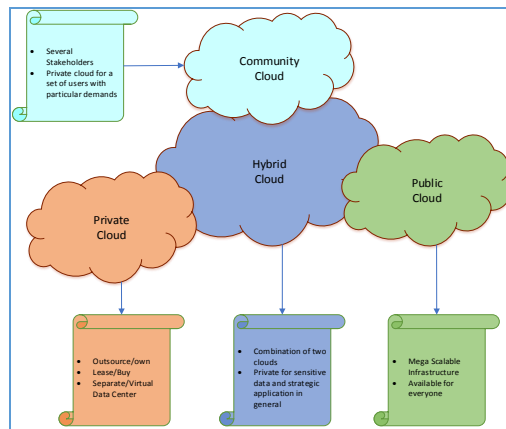 • Several
Stakeholders
• Private cloud for a
set of users with
particular demands
Community
Cloud
Hybrid
Cloud
Public
Cloud
Private
Cloud
• Outsource/own
• Lease/Buy
• Separate/Virtual
Data Center
• Combination of two
clouds
• Private for sensitive
data and strategic
application in
general
• Mega Scalable
Infrastructure
• Available for
everyone